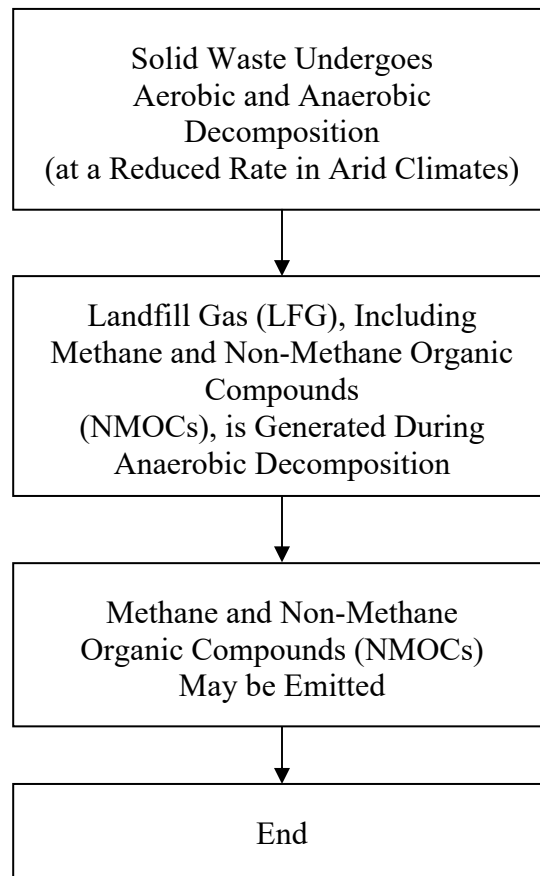 Solid Waste Undergoes
Aerobic and Anaerobic
Decomposition
(at a Reduced Rate in Arid Climates)
Landfill Gas (LFG), Including
Methane and Non-Methane Organic
Compounds
(NMOCs), is Generated During
Anaerobic Decomposition
Methane and Non-Methane
Organic Compounds (NMOCs)
May be Emitted
End